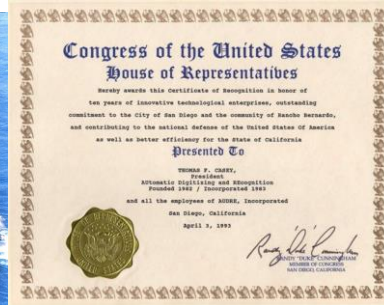 Congress of the United States
House of Representatives
Hereby awards this Certificate of Recognition in honor of
ten years of innovative technological enterprises, outstanding
commitment to the City of San Diego and the community of Rancho Bernardo,
and contributing to the national defense of the United States Of America
as well as better efficiency for the State of California
Presented To
THOMAS F. CASEY,
President
AUtomatic Digitizing and REcognition
Founded 1982 / Incorporated 1983
and all the employees of AUDRE, Incorporated
San Diego, California
April 3, 1993
RANDY "DUKE" CUNNINGHAM
MEMBER OF CONGRESS
SAN DIEGO, CALIFORNIA